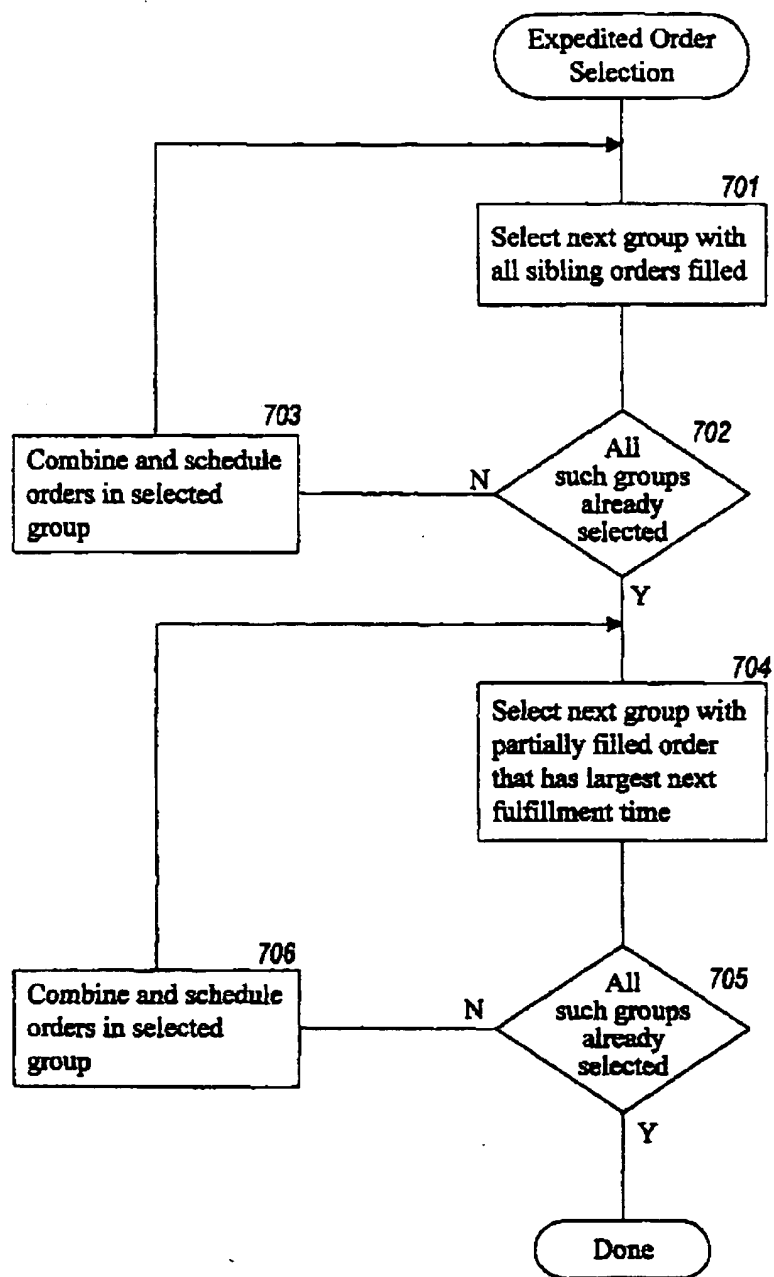 Expedited Order
Selection
701
Select next group with
all sibling orders filled
703
Combine and schedule
orders in selected
group
N
702
All
such groups
already
selected
Y
704
Select next group with
partially filled order
that has largest next
fulfillment time
706
Combine and schedule
orders in selected
group
N
705
All
such groups
already
selected
Y
Done